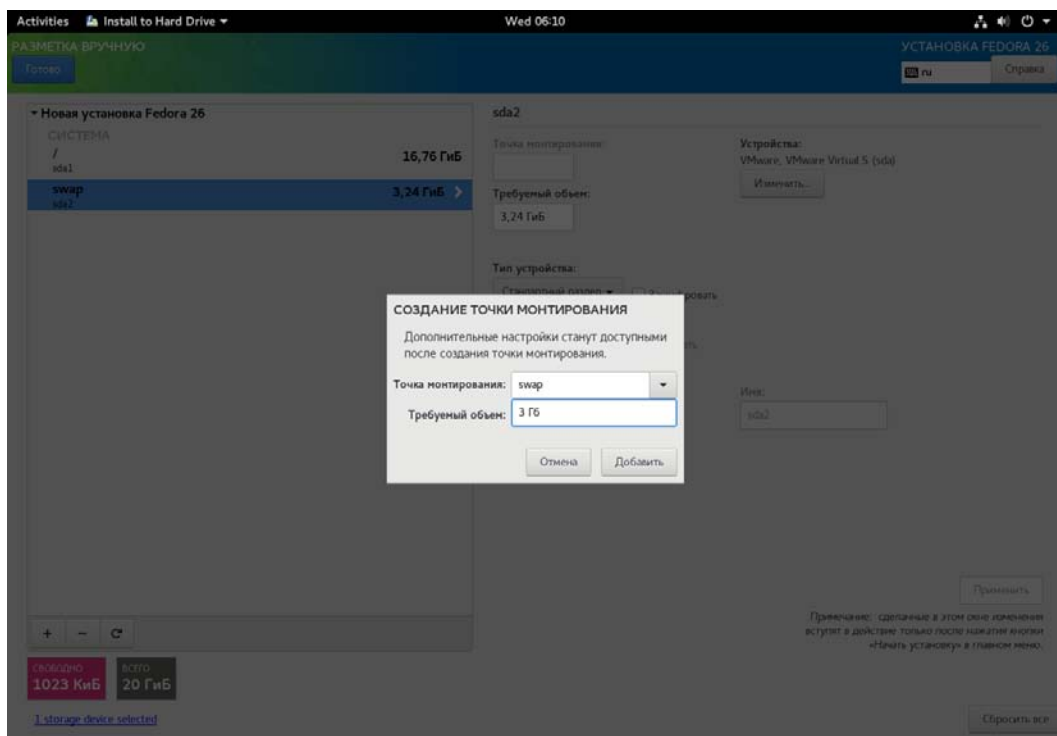 Activities Install to Hard Drive Wed 06:10
РАЗМЕТКА ВРУЧНУЮ УСТАНОВКА FEDORA 26
Готово ru Справка
Новая установка Fedora 26 sda2
СИСТЕМА
/ 16,76 ГиБ
sda1
swap 3,24 ГиБ
sda2
Точка монтирования: Устройства:
VMware, VMware Virtual S (sda)
Изменить...
Требуемый объем:
3,24 ГиБ
Тип устройства:
Стандартный раздел
СОЗДАНИЕ ТОЧКИ МОНТИРОВАНИЯ
Дополнительные настройки станут доступными
после создания точки монтирования.
Точка монтирования: swap
Требуемый объем: 3 Гб
Отмена Добавить
Имя:
sda2
Применить
Примечание: сделанные в этом окне изменения
вступят в действие только после нажатия кнопки
«Начать установку» в главном меню.
+ −
СВОБОДНО ВСЕГО
1023 КиБ 20 ГиБ
1 storage device selected Сбросить все